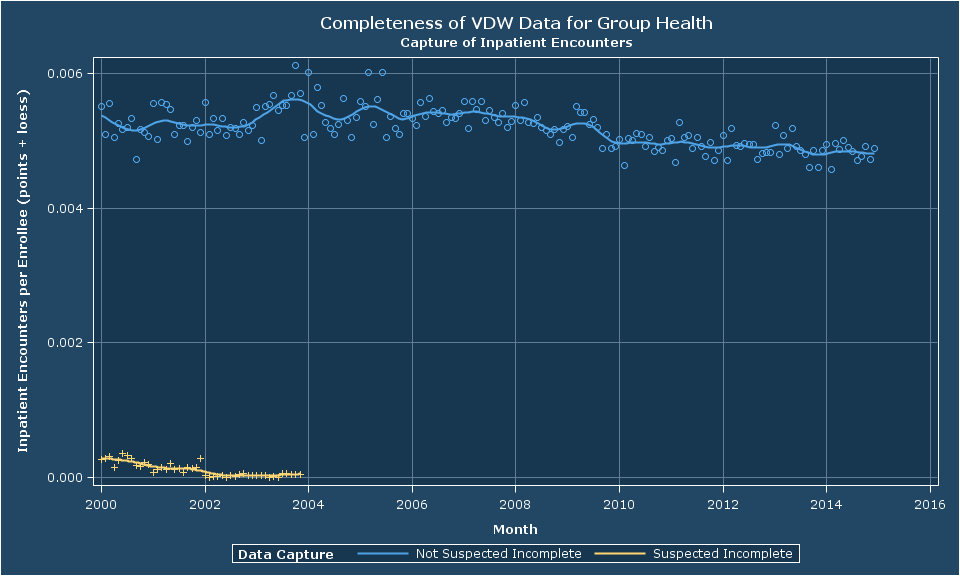 Completeness of VDW Data for Group Health
Capture of Inpatient Encounters
Inpatient Encounters per Enrollee (points + loess)
0.006
0.004
0.002
0.000
2000 2002 2004 2006 2008 2010 2012 2014 2016
Month
Data Capture Not Suspected Incomplete Suspected Incomplete